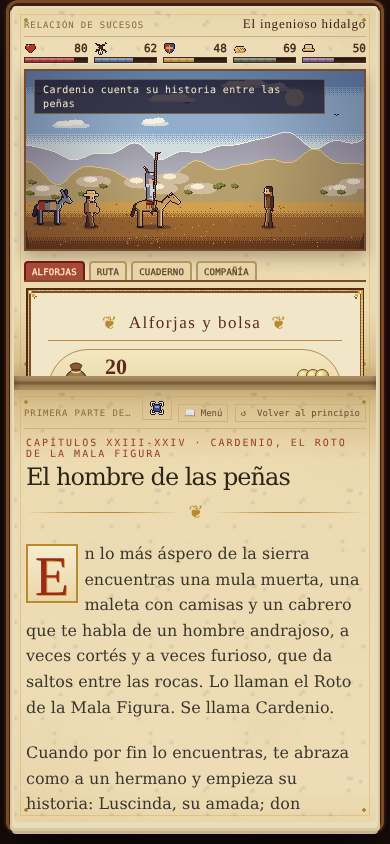 RELACIÓN DE SUCESOS
El ingenioso hidalgo
80 62 48 69 50
Cardenio cuenta su historia entre las
peñas
ALFORJAS RUTA CUADERNO COMPAÑÍA
Alforjas y bolsa
20
PRIMERA PARTE DE… Menú ↺ Volver al principio
CAPÍTULOS XXIII-XXIV · CARDENIO, EL ROTO
DE LA MALA FIGURA
El hombre de las peñas
En lo más áspero de la sierra
encuentras una mula muerta, una
maleta con camisas y un cabrero
que te habla de un hombre andrajoso, a
veces cortés y a veces furioso, que da
saltos entre las rocas. Lo llaman el Roto
de la Mala Figura. Se llama Cardenio.
Cuando por fin lo encuentras, te abraza
como a un hermano y empieza su
historia: Luscinda, su amada; don